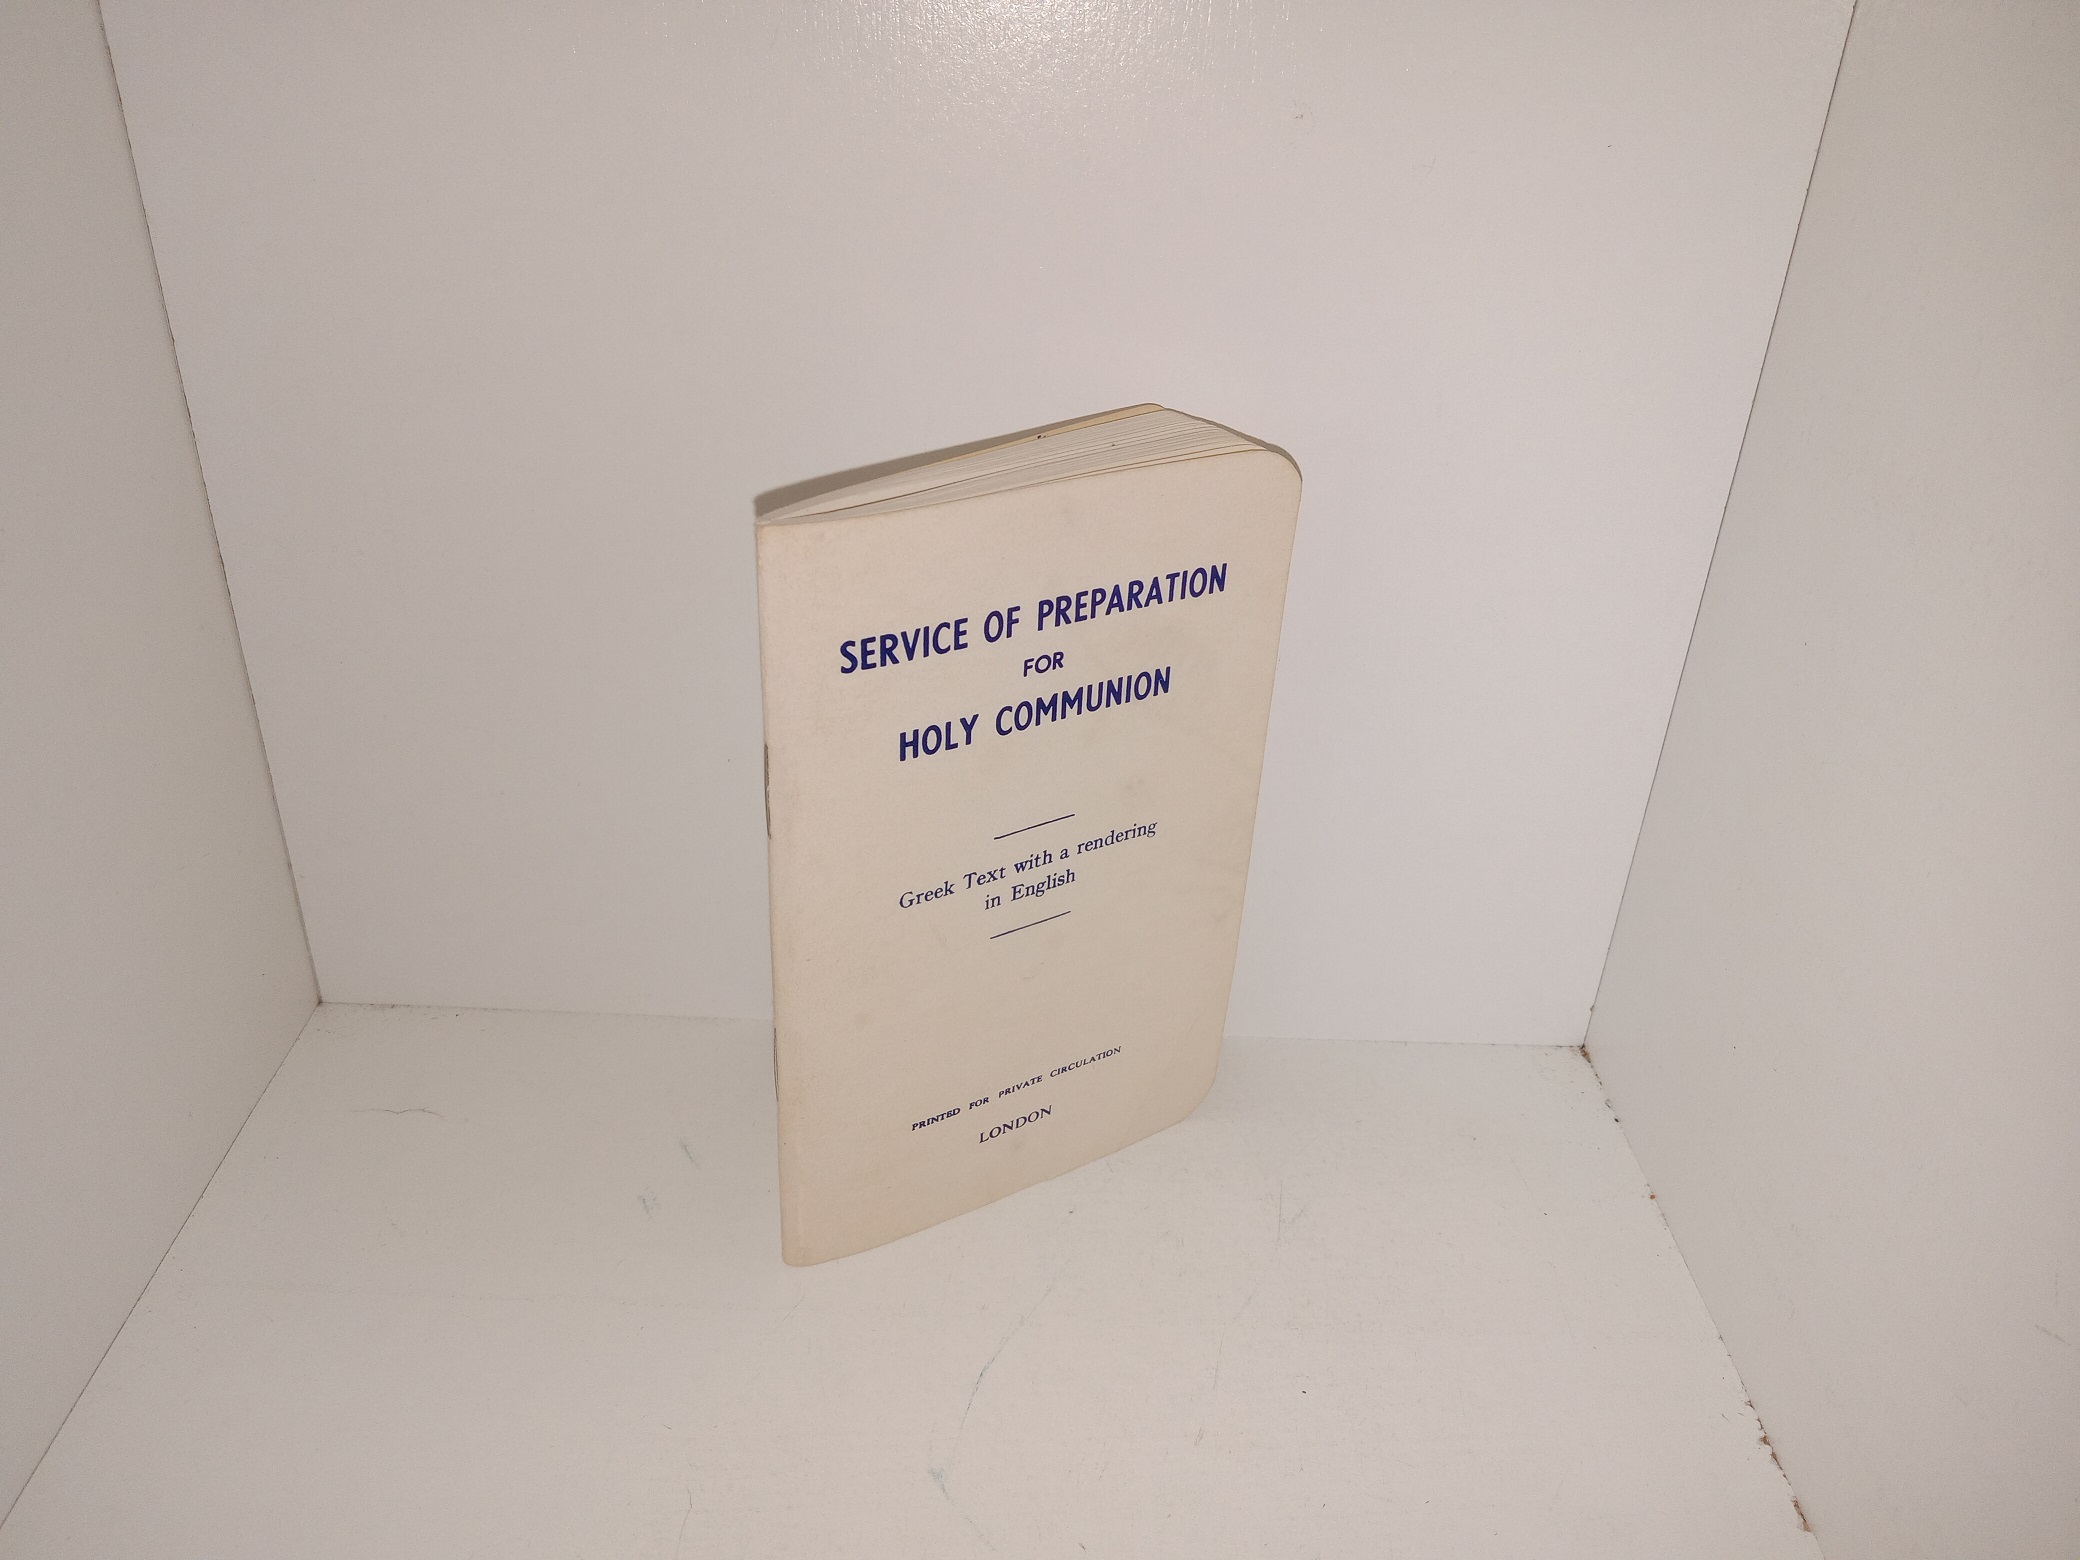 SERVICE OF PREPARATION
FOR
HOLY COMMUNION
Greek Text with a rendering
in English
PRINTED FOR PRIVATE CIRCULATION
LONDON